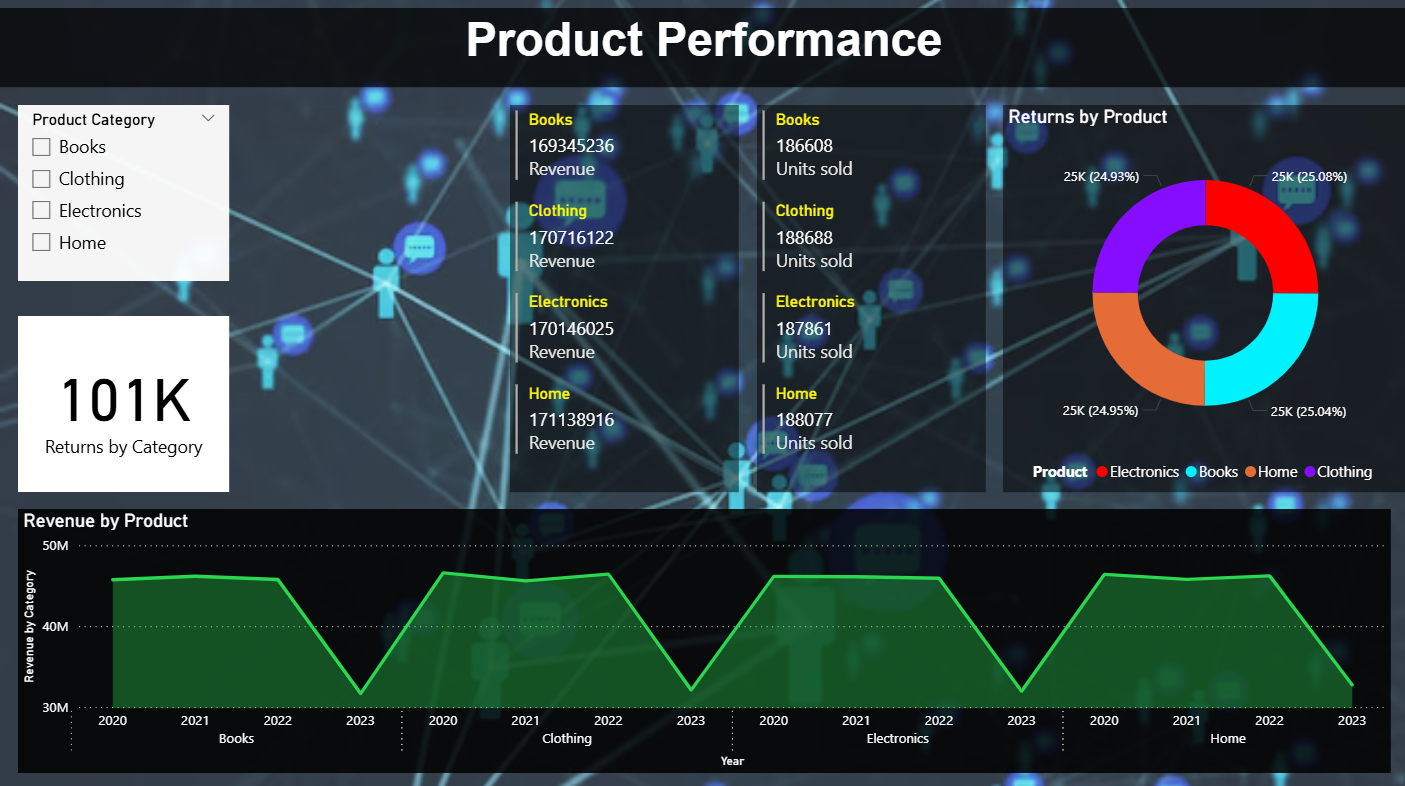 Product Performance
Product Category
Books
Clothing
Electronics
Home
101K
Returns by Category
Books
169345236
Revenue
Clothing
170716122
Revenue
Electronics
170146025
Revenue
Home
171138916
Revenue
Books
186608
Units sold
Clothing
188688
Units sold
Electronics
187861
Units sold
Home
188077
Units sold
Returns by Product
25K (24.93%)
25K (25.08%)
25K (24.95%)
25K (25.04%)
Product Electronics Books Home Clothing
Revenue by Product
Revenue by Category
50M
40M
30M
2020 2021 2022 2023 2020 2021 2022 2023 2020 2021 2022 2023 2020 2021 2022 2023
Books Clothing Electronics Home
Year